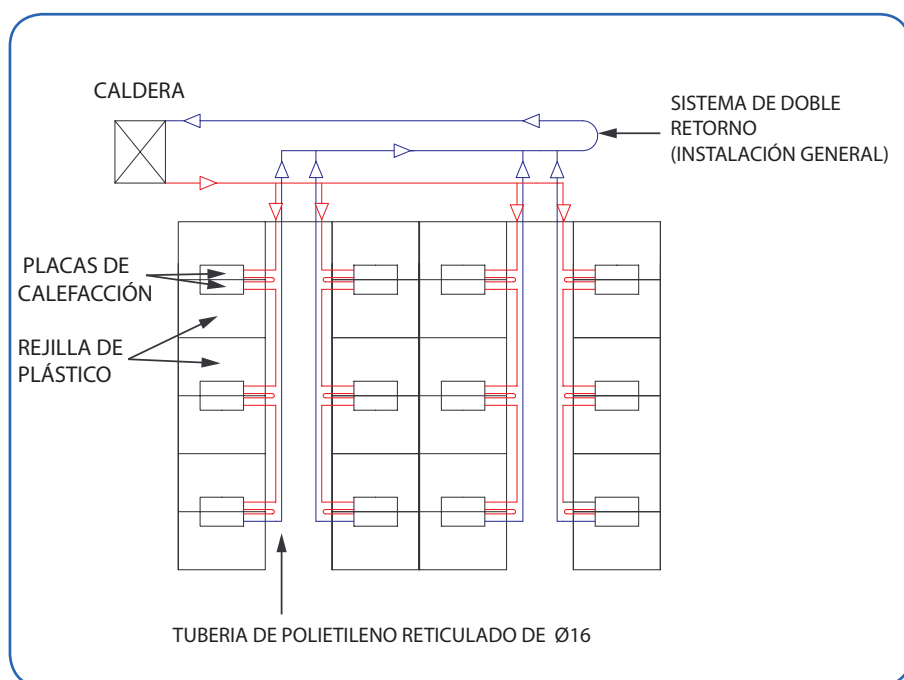 CALDERA
SISTEMA DE DOBLE
RETORNO
(INSTALACIÓN GENERAL)
PLACAS DE
CALEFACCIÓN
REJILLA DE
PLÁSTICO
TUBERIA DE POLIETILENO RETICULADO DE Ø16